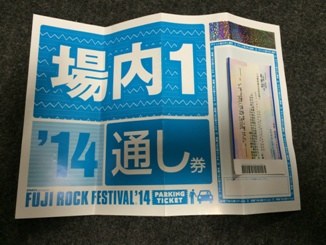 場内1
'14 通し券
FUJI ROCK FESTIVAL '14 PARKING TICKET